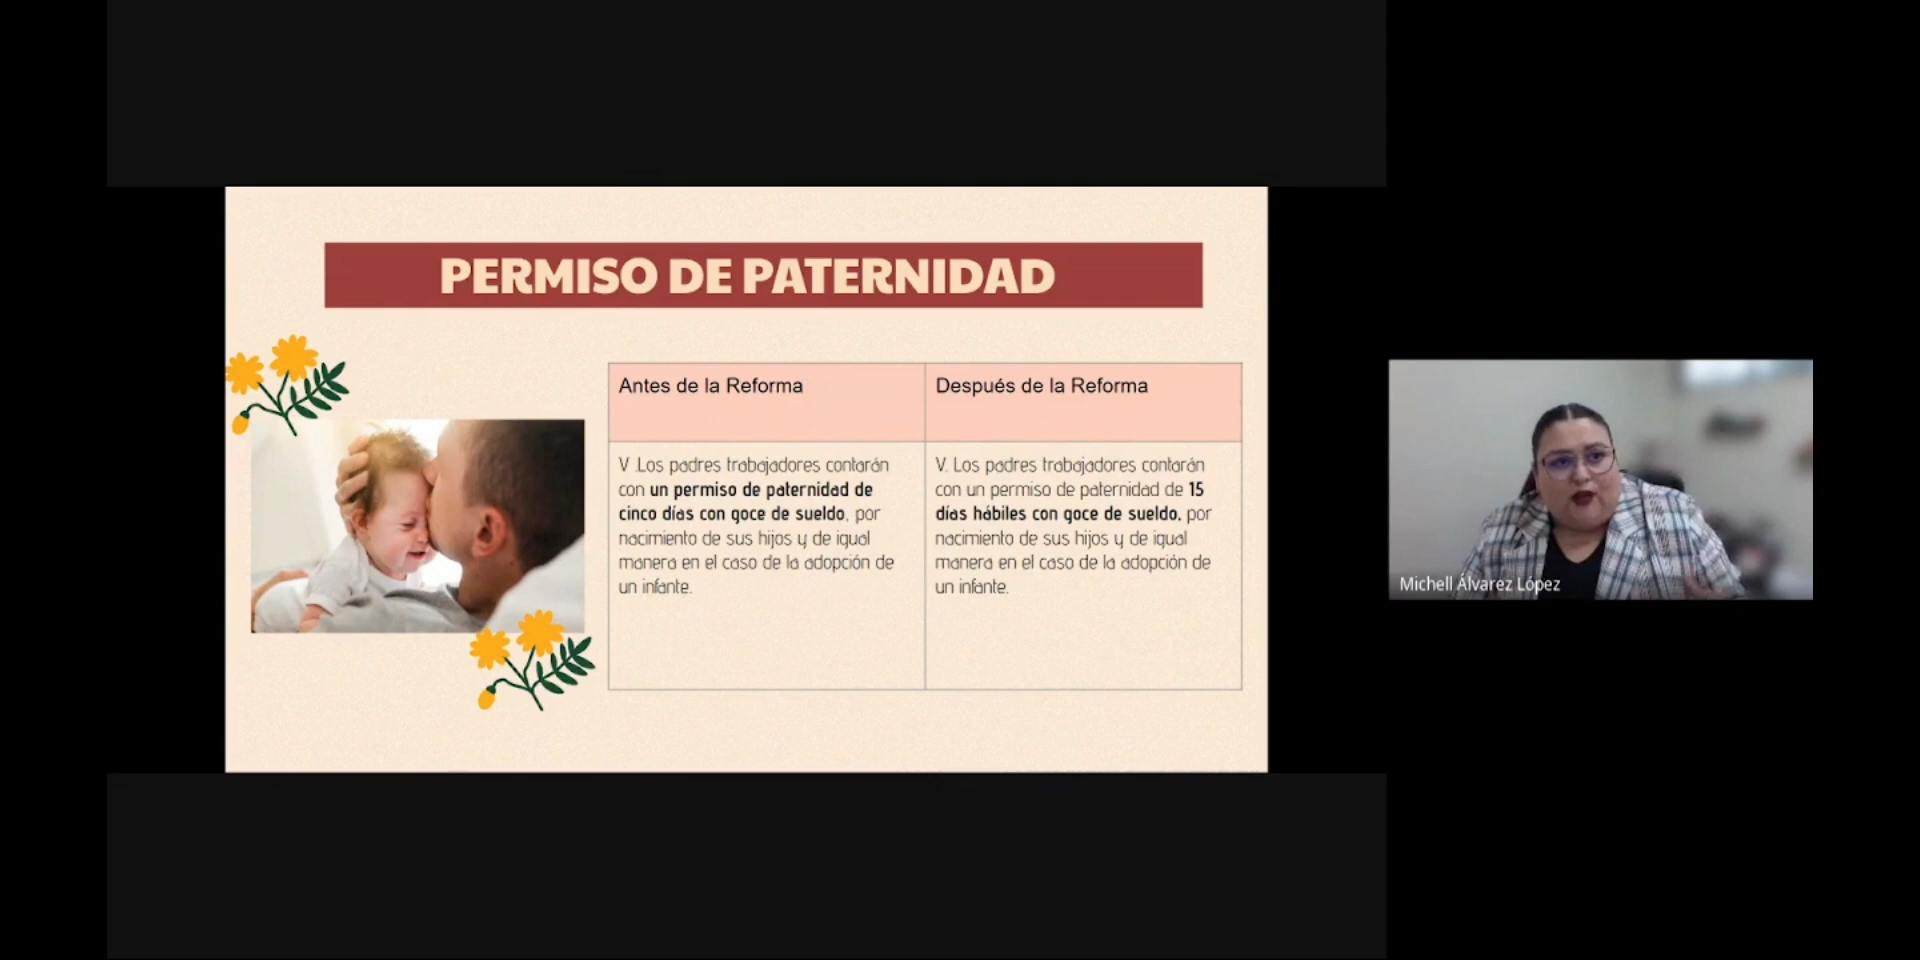 PERMISO DE PATERNIDAD
Antes de la Reforma
Después de la Reforma
V .Los padres trabajadores contarán
con un permiso de paternidad de
cinco días con goce de sueldo, por
nacimiento de sus hijos y de igual
manera en el caso de la adopción de
un infante.
V. Los padres trabajadores contarán
con un permiso de paternidad de 15
días hábiles con goce de sueldo, por
nacimiento de sus hijos y de igual
manera en el caso de la adopción de
un infante.
Michell Álvarez López